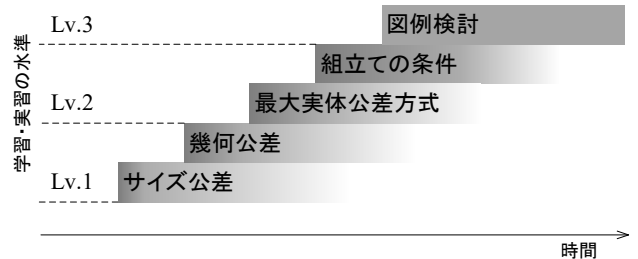 Lv.3
図例検討
組立ての条件
Lv.2
最大実体公差方式
幾何公差
Lv.1
サイズ公差
学習・実習の水準
時間